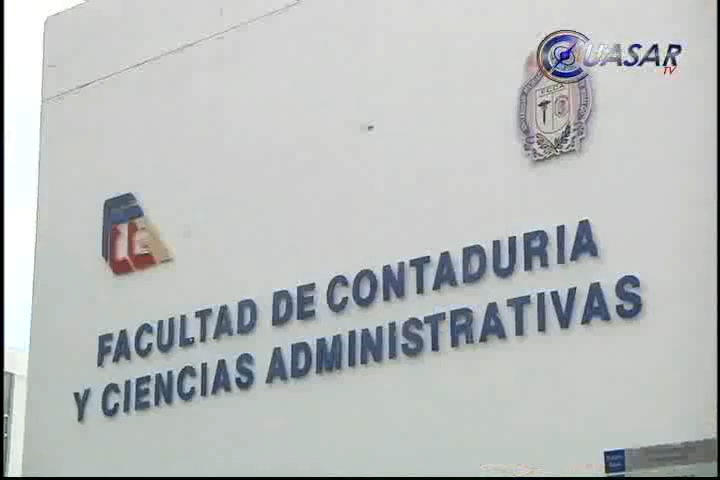 QUASAR
TV
FACULTAD DE CONTADURIA
Y CIENCIAS ADMINISTRATIVAS